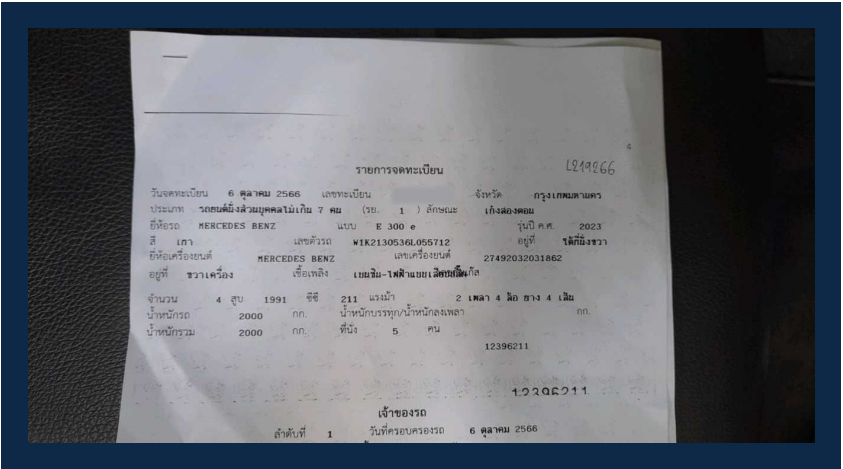 4
L219266
รายการจดทะเบียน
วันจดทะเบียน 6 ตุลาคม 2566 เลขทะเบียน จังหวัด กรุงเทพมหานคร
ประเภท รถยนต์นั่งส่วนบุคคลไม่เกิน 7 คน (รย. 1 ) ลักษณะ เก๋งสองตอน
ยี่ห้อรถ MERCEDES BENZ แบบ E 300 e รุ่นปี ค.ศ. 2023
สี เทา เลขตัวรถ W1K2130536L055712 อยู่ที่ ใต้ที่นั่งขวา
ยี่ห้อเครื่องยนต์ MERCEDES BENZ เลขเครื่องยนต์ 27492032031862
อยู่ที่ ขวาเครื่อง เชื้อเพลิง เบนซิน-ไฟฟ้าแบบเสียบปลั๊ก
จำนวน 4 สูบ 1991 ซีซี 211 แรงม้า 2 เพลา 4 ล้อ ยาง 4 เส้น
น้ำหนักรถ 2000 กก. น้ำหนักบรรทุก/น้ำหนักลงเพลา กก.
น้ำหนักรวม 2000 กก. ที่นั่ง 5 คน
12396211
12396211
เจ้าของรถ
ลำดับที่ 1 วันที่ครอบครองรถ 6 ตุลาคม 2566